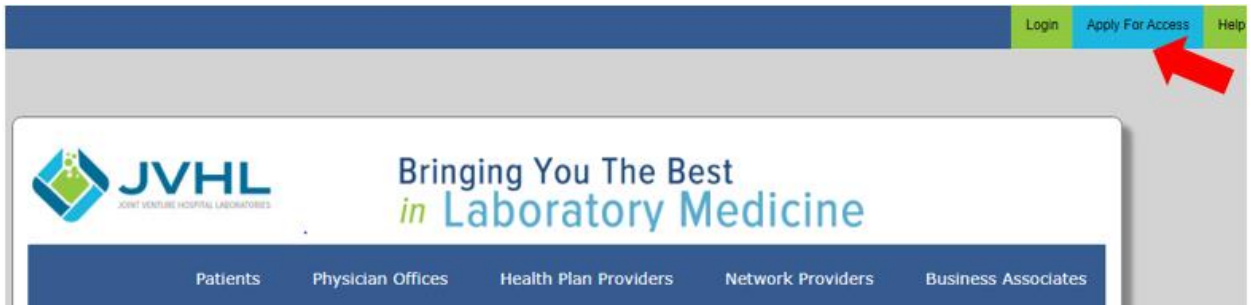 Login Apply For Access Help
JVHL
JOINT VENTURE HOSPITAL LABORATORIES
Bringing You The Best
in Laboratory Medicine
Patients Physician Offices Health Plan Providers Network Providers Business Associates